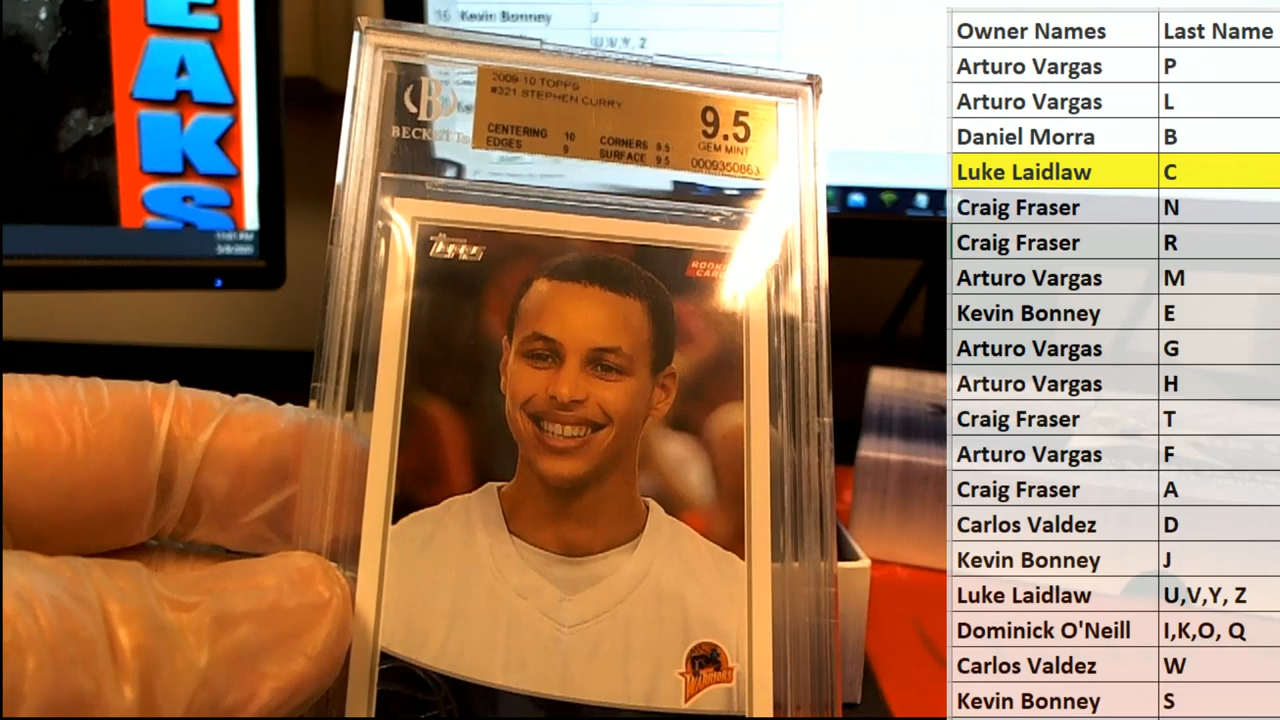 EAKS
16 Kevin Bonney J
U,V,Y, Z
BECKETT
2009-10 TOPPS
#321 STEPHEN CURRY
CENTERING 10 CORNERS 9.5
EDGES 9 SURFACE 9.5
9.5
GEM MINT
Topps
ROOKIE
CARD
WARRIORS
Owner Names Last Name
Arturo Vargas P
Arturo Vargas L
Daniel Morra B
Luke Laidlaw C
Craig Fraser N
Craig Fraser R
Arturo Vargas M
Kevin Bonney E
Arturo Vargas G
Arturo Vargas H
Craig Fraser T
Arturo Vargas F
Craig Fraser A
Carlos Valdez D
Kevin Bonney J
Luke Laidlaw U,V,Y, Z
Dominick O'Neill I,K,O, Q
Carlos Valdez W
Kevin Bonney S